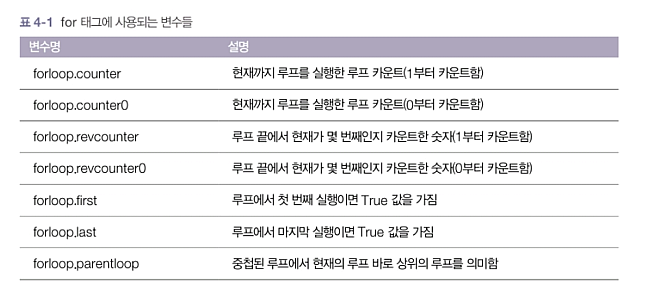 표 4-1 for 태그에 사용되는 변수들
변수명 설명
forloop.counter 현재까지 루프를 실행한 루프 카운트(1부터 카운트함)
forloop.counter0 현재까지 루프를 실행한 루프 카운트(0부터 카운트함)
forloop.revcounter 루프 끝에서 현재가 몇 번째인지 카운트한 숫자(1부터 카운트함)
forloop.revcounter0 루프 끝에서 현재가 몇 번째인지 카운트한 숫자(0부터 카운트함)
forloop.first 루프에서 첫 번째 실행이면 True 값을 가짐
forloop.last 루프에서 마지막 실행이면 True 값을 가짐
forloop.parentloop 중첩된 루프에서 현재의 루프 바로 상위의 루프를 의미함